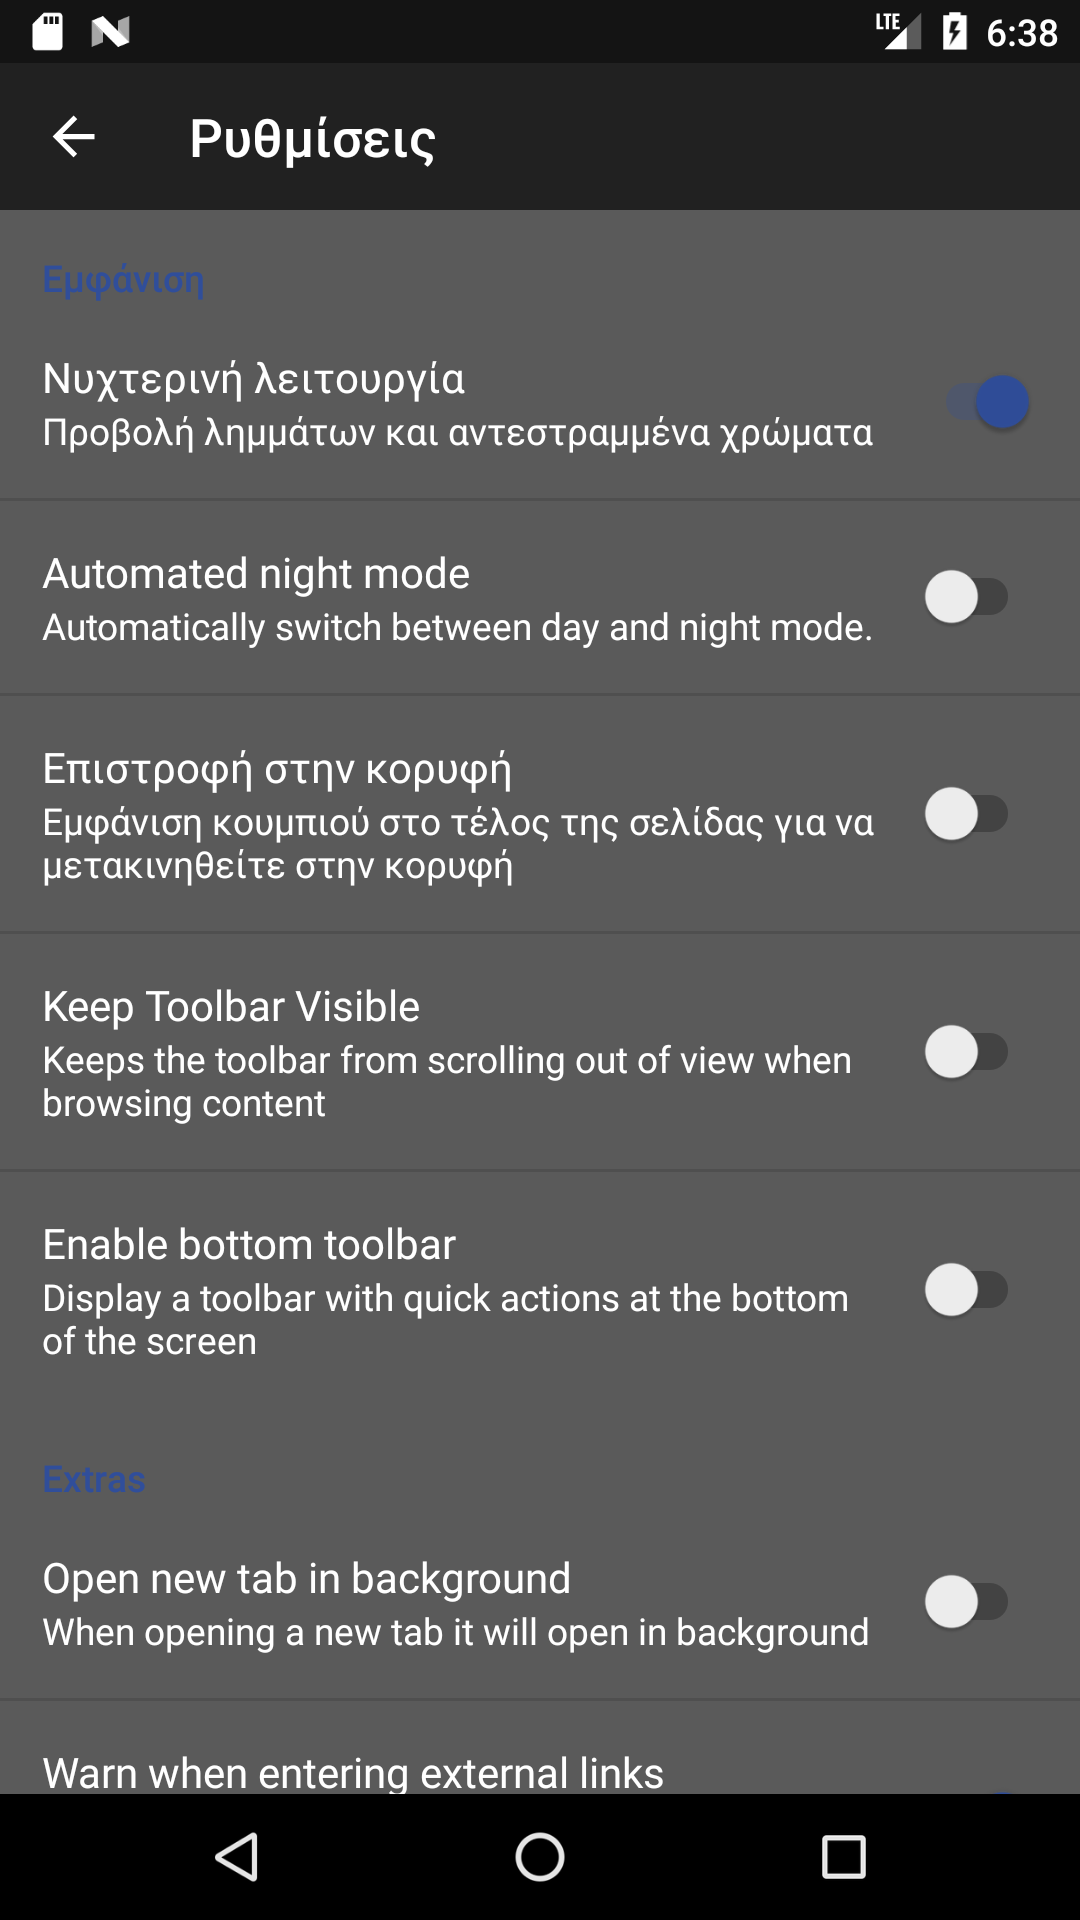 LTE 6:38
Ρυθμίσεις
Εμφάνιση
Νυχτερινή λειτουργία
Προβολή λημμάτων και αντεστραμμένα χρώματα
Automated night mode
Automatically switch between day and night mode.
Επιστροφή στην κορυφή
Εμφάνιση κουμπιού στο τέλος της σελίδας για να
μετακινηθείτε στην κορυφή
Keep Toolbar Visible
Keeps the toolbar from scrolling out of view when
browsing content
Enable bottom toolbar
Display a toolbar with quick actions at the bottom
of the screen
Extras
Open new tab in background
When opening a new tab it will open in background
Warn when entering external links